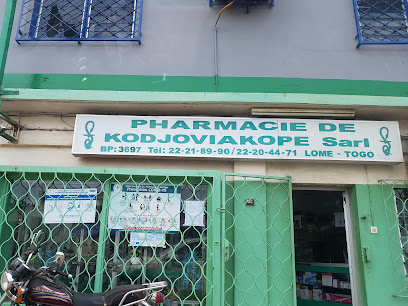 PHARMACIE DE
KODJOVIAKOPE Sarl
BP:3697 Tél: 22-21-89-90/22-20-44-71 LOME - TOGO